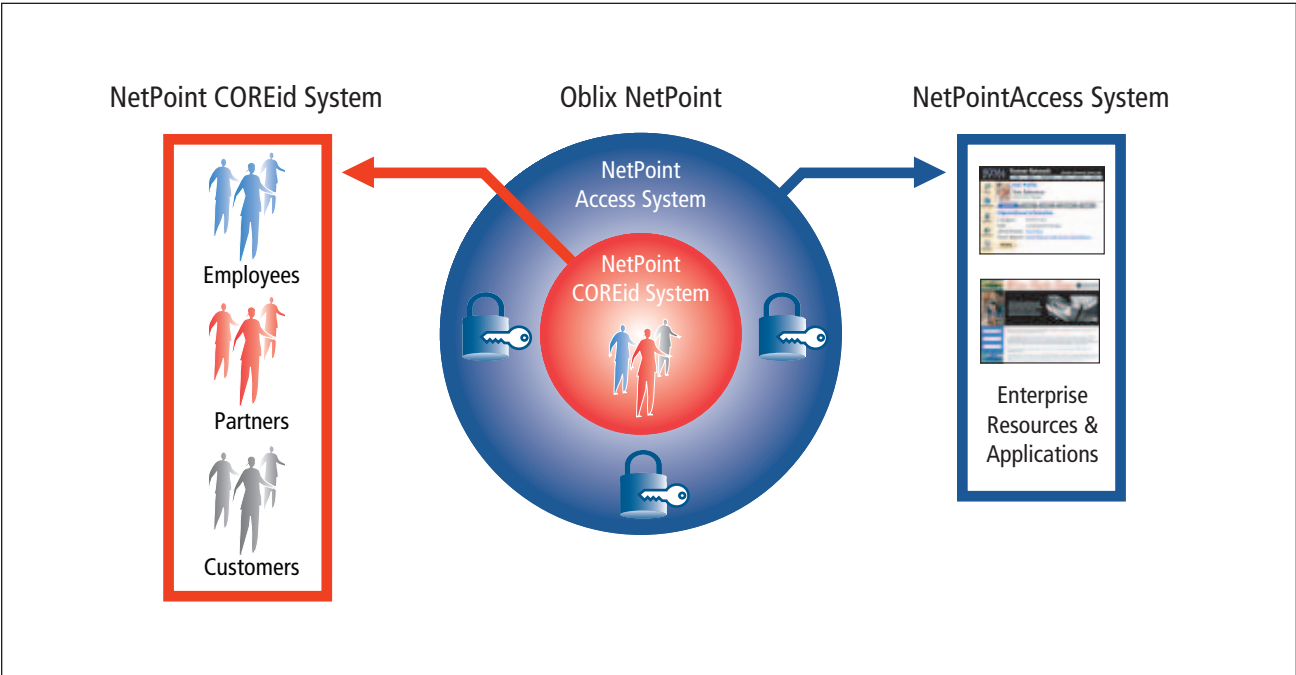 NetPoint COREid System
Oblix NetPoint
NetPointAccess System
Employees
Partners
Customers
NetPoint
Access System
NetPoint
COREid System
Enterprise
Resources &
Applications